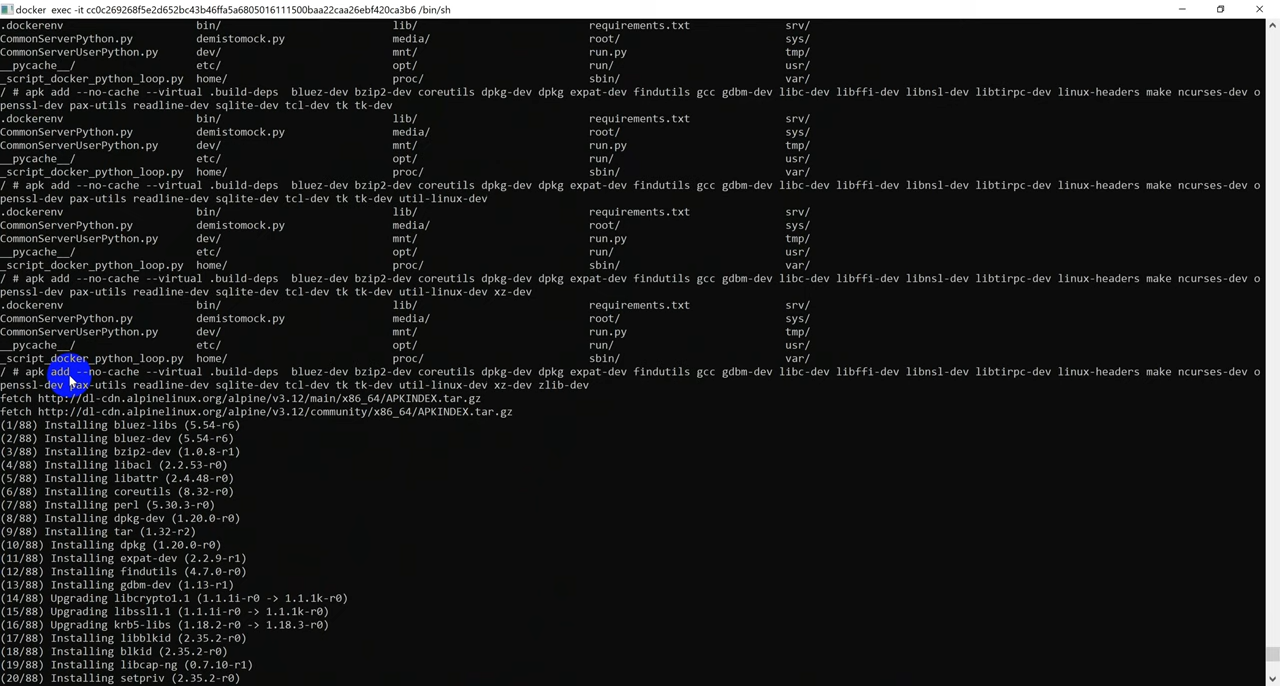 docker  exec -it cc0c269268f5e2d652bc43b46ffa5a6805016111500baa22caa26ebf420ca3b6 /bin/sh
.dockerenv bin/ lib/ requirements.txt srv/
CommonServerPython.py demistomock.py media/ root/ sys/
CommonServerUserPython.py dev/ mnt/ run.py tmp/
__pycache__/ etc/ opt/ run/ usr/
_script_docker_python_loop.py home/ proc/ sbin/ var/
/ # apk add --no-cache --virtual .build-deps  bluez-dev bzip2-dev coreutils dpkg-dev dpkg expat-dev findutils gcc gdbm-dev libc-dev libffi-dev libnsl-dev libtirpc-dev linux-headers make ncurses-dev o
penssl-dev pax-utils readline-dev sqlite-dev tcl-dev tk tk-dev
.dockerenv bin/ lib/ requirements.txt srv/
CommonServerPython.py demistomock.py media/ root/ sys/
CommonServerUserPython.py dev/ mnt/ run.py tmp/
__pycache__/ etc/ opt/ run/ usr/
_script_docker_python_loop.py home/ proc/ sbin/ var/
/ # apk add --no-cache --virtual .build-deps  bluez-dev bzip2-dev coreutils dpkg-dev dpkg expat-dev findutils gcc gdbm-dev libc-dev libffi-dev libnsl-dev libtirpc-dev linux-headers make ncurses-dev o
penssl-dev pax-utils readline-dev sqlite-dev tcl-dev tk tk-dev util-linux-dev
.dockerenv bin/ lib/ requirements.txt srv/
CommonServerPython.py demistomock.py media/ root/ sys/
CommonServerUserPython.py dev/ mnt/ run.py tmp/
__pycache__/ etc/ opt/ run/ usr/
_script_docker_python_loop.py home/ proc/ sbin/ var/
/ # apk add --no-cache --virtual .build-deps  bluez-dev bzip2-dev coreutils dpkg-dev dpkg expat-dev findutils gcc gdbm-dev libc-dev libffi-dev libnsl-dev libtirpc-dev linux-headers make ncurses-dev o
penssl-dev pax-utils readline-dev sqlite-dev tcl-dev tk tk-dev util-linux-dev xz-dev
.dockerenv bin/ lib/ requirements.txt srv/
CommonServerPython.py demistomock.py media/ root/ sys/
CommonServerUserPython.py dev/ mnt/ run.py tmp/
__pycache__/ etc/ opt/ run/ usr/
_script_docker_python_loop.py home/ proc/ sbin/ var/
/ # apk add --no-cache --virtual .build-deps  bluez-dev bzip2-dev coreutils dpkg-dev dpkg expat-dev findutils gcc gdbm-dev libc-dev libffi-dev libnsl-dev libtirpc-dev linux-headers make ncurses-dev o
penssl-dev pax-utils readline-dev sqlite-dev tcl-dev tk tk-dev util-linux-dev xz-dev zlib-dev
fetch http://dl-cdn.alpinelinux.org/alpine/v3.12/main/x86_64/APKINDEX.tar.gz
fetch http://dl-cdn.alpinelinux.org/alpine/v3.12/community/x86_64/APKINDEX.tar.gz
(1/88) Installing bluez-libs (5.54-r6)
(2/88) Installing bluez-dev (5.54-r6)
(3/88) Installing bzip2-dev (1.0.8-r1)
(4/88) Installing libacl (2.2.53-r0)
(5/88) Installing libattr (2.4.48-r0)
(6/88) Installing coreutils (8.32-r0)
(7/88) Installing perl (5.30.3-r0)
(8/88) Installing dpkg-dev (1.20.0-r0)
(9/88) Installing tar (1.32-r2)
(10/88) Installing dpkg (1.20.0-r0)
(11/88) Installing expat-dev (2.2.9-r1)
(12/88) Installing findutils (4.7.0-r0)
(13/88) Installing gdbm-dev (1.13-r1)
(14/88) Upgrading libcrypto1.1 (1.1.1i-r0 -> 1.1.1k-r0)
(15/88) Upgrading libssl1.1 (1.1.1i-r0 -> 1.1.1k-r0)
(16/88) Upgrading krb5-libs (1.18.2-r0 -> 1.18.3-r0)
(17/88) Installing libblkid (2.35.2-r0)
(18/88) Installing blkid (2.35.2-r0)
(19/88) Installing libcap-ng (0.7.10-r1)
(20/88) Installing setpriv (2.35.2-r0)